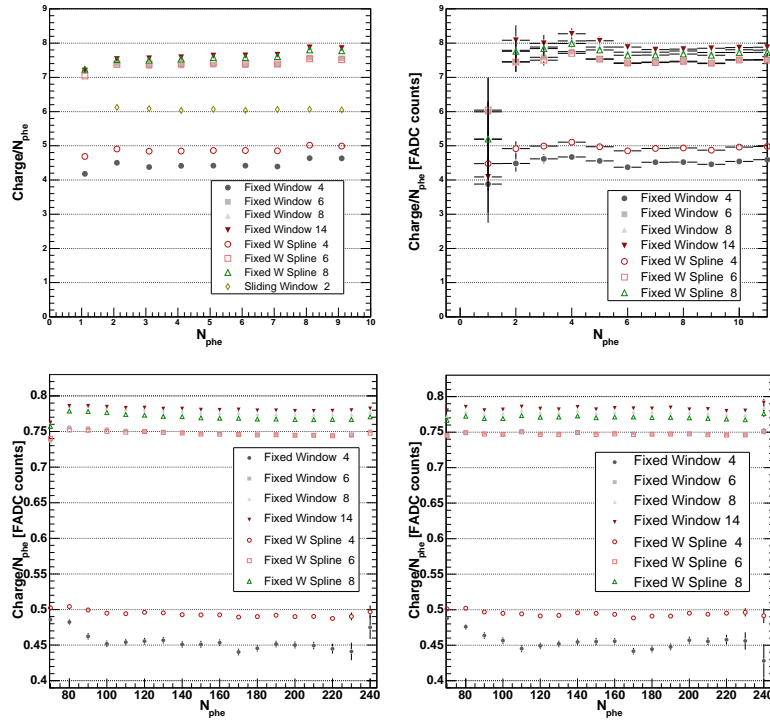 Charge/N_phe
9
8
7
6
5
4
3
2
1
0
Fixed Window 4
Fixed Window 6
Fixed Window 8
Fixed Window 14
Fixed W Spline 4
Fixed W Spline 6
Fixed W Spline 8
Sliding Window 2
0 1 2 3 4 5 6 7 8 9 10
N_phe
Charge/N_phe [FADC counts]
9
8
7
6
5
4
3
2
1
0
Fixed Window 4
Fixed Window 6
Fixed Window 8
Fixed Window 14
Fixed W Spline 4
Fixed W Spline 6
Fixed W Spline 8
0 1 2 3 4 5 6 7 8 9 10 11
N_phe
Charge/N_phe [FADC counts]
0.8
0.75
0.7
0.65
0.6
0.55
0.5
0.45
0.4
Fixed Window 4
Fixed Window 6
Fixed Window 8
Fixed Window 14
Fixed W Spline 4
Fixed W Spline 6
Fixed W Spline 8
80 100 120 140 160 180 200 220 240
N_phe
Charge/N_phe [FADC counts]
0.8
0.75
0.7
0.65
0.6
0.55
0.5
0.45
0.4
Fixed Window 4
Fixed Window 6
Fixed Window 8
Fixed Window 14
Fixed W Spline 4
Fixed W Spline 6
Fixed W Spline 8
80 100 120 140 160 180 200 220 240
N_phe